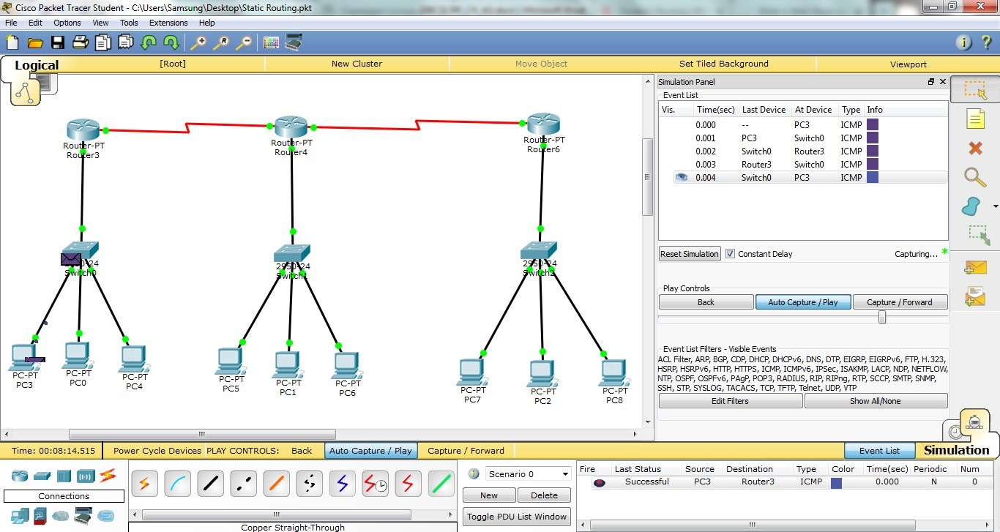 Cisco Packet Tracer Student - C:\Users\Samsung\Desktop\Static Routing.pkt
File Edit Options View Tools Extensions Help
Logical [Root] New Cluster Move Object Set Tiled Background Viewport
Router-PT
Router3
Router-PT
Router4
Router-PT
Router6
2950-24
Switch0
2950-24
Switch1
2950-24
Switch2
PC-PT
PC3
PC-PT
PC0
PC-PT
PC4
PC-PT
PC5
PC-PT
PC1
PC-PT
PC6
PC-PT
PC7
PC-PT
PC2
PC-PT
PC8
Simulation Panel
Event List
Vis. Time(sec) Last Device At Device Type Info
0.000 -- PC3 ICMP
0.001 PC3 Switch0 ICMP
0.002 Switch0 Router3 ICMP
0.003 Router3 Switch0 ICMP
0.004 Switch0 PC3 ICMP
Reset Simulation Constant Delay Capturing... *
Play Controls
Back Auto Capture / Play Capture / Forward
Event List Filters - Visible Events
ACL Filter, ARP, BGP, CDP, DHCP, DHCPv6, DNS, DTP, EIGRP, EIGRPv6, FTP, H.323,
HSRP, HSRPv6, HTTP, HTTPS, ICMP, ICMPv6, IPSec, ISAKMP, LACP, NDP, NETFLOW,
NTP, OSPF, OSPFv6, PAgP, POP3, RADIUS, RIP, RIPng, RTP, SCCP, SMTP, SNMP,
SSH, STP, SYSLOG, TACACS, TCP, TFTP, Telnet, UDP, VTP
Edit Filters Show All/None
Time: 00:08:14.515 Power Cycle Devices PLAY CONTROLS: Back Auto Capture / Play Capture / Forward Event List Simulation
Connections
Copper Straight-Through
Scenario 0
New Delete
Toggle PDU List Window
Fire Last Status Source Destination Type Color Time(sec) Periodic Num
Successful PC3 Router3 ICMP 0.000 N 0